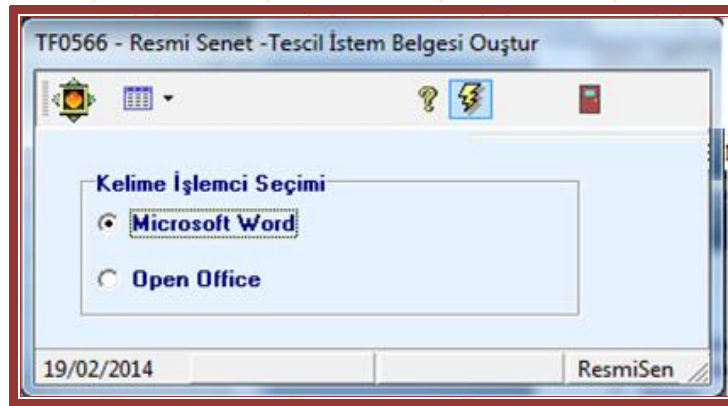 TF0566 - Resmi Senet -Tescil İstem Belgesi Ouştur
Kelime İşlemci Seçimi
Microsoft Word
Open Office
19/02/2014 ResmiSen